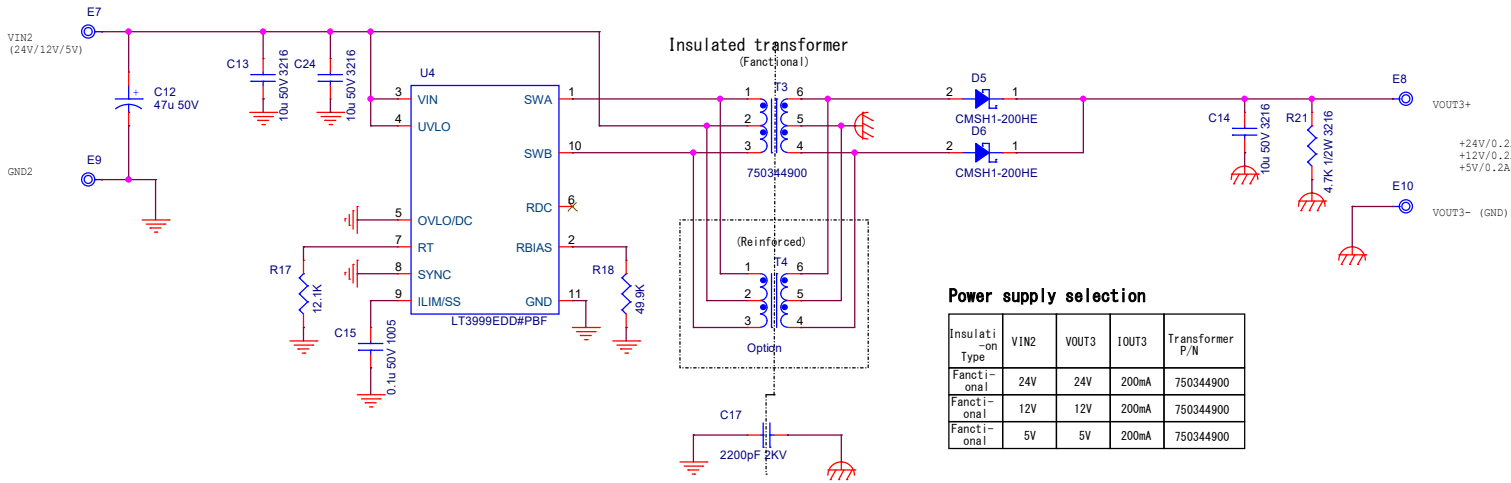 E7
VIN2
(24V/12V/5V)
C12
47u 50V
C13
10u 50V 3216
C24
10u 50V 3216
E9
GND2
U4
3 VIN SWA 1
4 UVLO
SWB 10
RDC 6
5 OVLO/DC
7 RT RBIAS 2
8 SYNC
9 ILIM/SS GND 11
LT3999EDD#PBF
R17
12.1K
C15
0.1u 50V 1005
R18
49.9K
Insulated transformer
(Fanctional)
T3
1 6
2 5
3 4
750344900
(Reinforced)
T4
1 6
2 5
3 4
Option
C17
2200pF 2KV
D5
2 1
CMSH1-200HE
D6
2 1
CMSH1-200HE
C14
10u 50V 3216
R21
4.7K 1/2W 3216
E8
VOUT3+
+24V/0.2
+12V/0.2
+5V/0.2A
E10
VOUT3- (GND)
Power supply selection
Insulati
-on
Type
VIN2 VOUT3 IOUT3 Transformer
P/N
Fancti-
onal
24V 24V 200mA 750344900
Fancti-
onal
12V 12V 200mA 750344900
Fancti-
onal
5V 5V 200mA 750344900